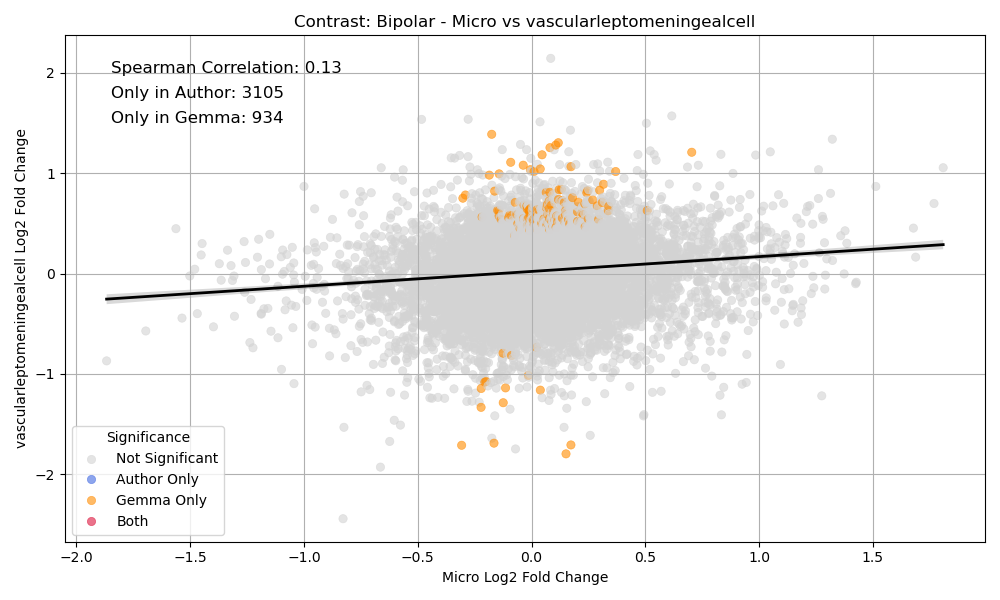 Contrast: Bipolar - Micro vs vascularleptomeningealcell
Spearman Correlation: 0.13
Only in Author: 3105
Only in Gemma: 934
vascularleptomeningealcell Log2 Fold Change
2
1
0
−1
−2
Significance
Not Significant
Author Only
Gemma Only
Both
−2.0 −1.5 −1.0 −0.5 0.0 0.5 1.0 1.5
Micro Log2 Fold Change